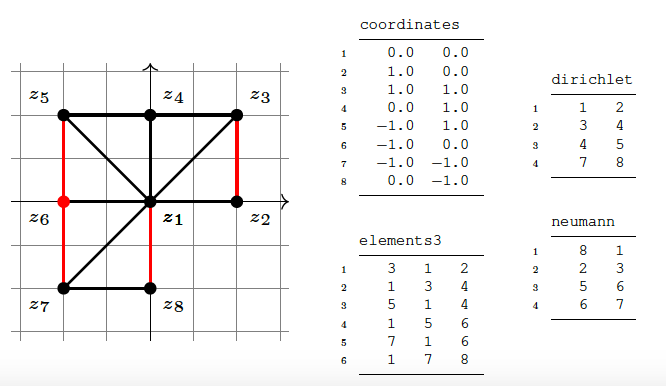 z5 z4 z3
z6 z1 z2
z7 z8
coordinates
1 0.0 0.0
2 1.0 0.0
3 1.0 1.0
4 0.0 1.0
5 −1.0 1.0
6 −1.0 0.0
7 −1.0 −1.0
8 0.0 −1.0
elements3
1 3 1 2
2 1 3 4
3 5 1 4
4 1 5 6
5 7 1 6
6 1 7 8
dirichlet
1 1 2
2 3 4
3 4 5
4 7 8
neumann
1 8 1
2 2 3
3 5 6
4 6 7